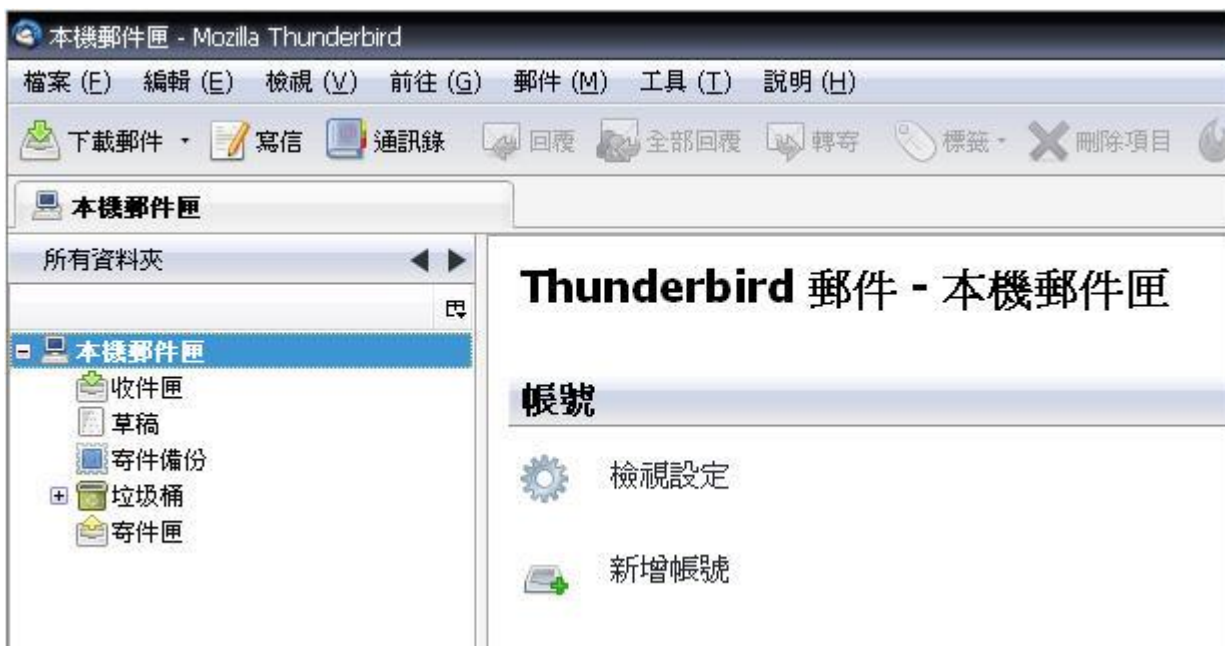 本機郵件匣 - Mozilla Thunderbird
檔案 (F) 編輯 (E) 檢視 (V) 前往 (G) 郵件 (M) 工具 (T) 說明 (H)
下載郵件 寫信 通訊錄 回覆 全部回覆 轉寄 標籤 刪除項目
本機郵件匣
所有資料夾
Thunderbird 郵件 - 本機郵件匣
本機郵件匣
收件匣
草稿
寄件備份
垃圾桶
寄件匣
帳號
檢視設定
新增帳號